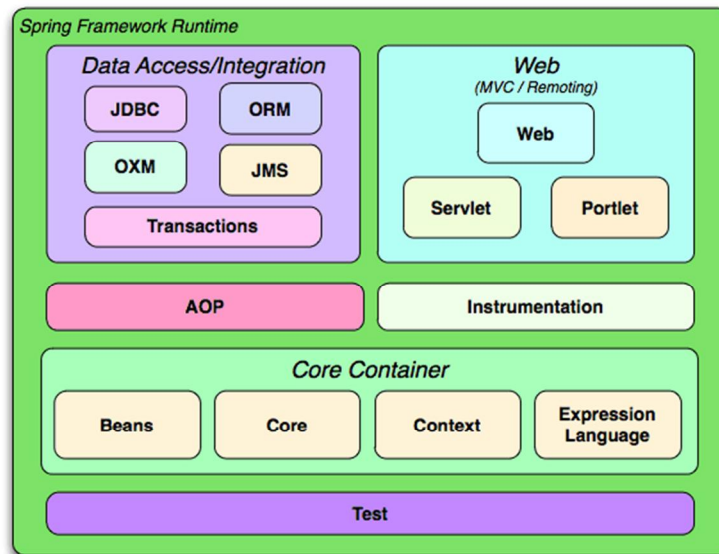 Spring Framework Runtime
Data Access/Integration
JDBC
ORM
OXM
JMS
Transactions
Web
(MVC / Remoting)
Web
Servlet
Portlet
AOP
Instrumentation
Core Container
Beans
Core
Context
Expression
Language
Test